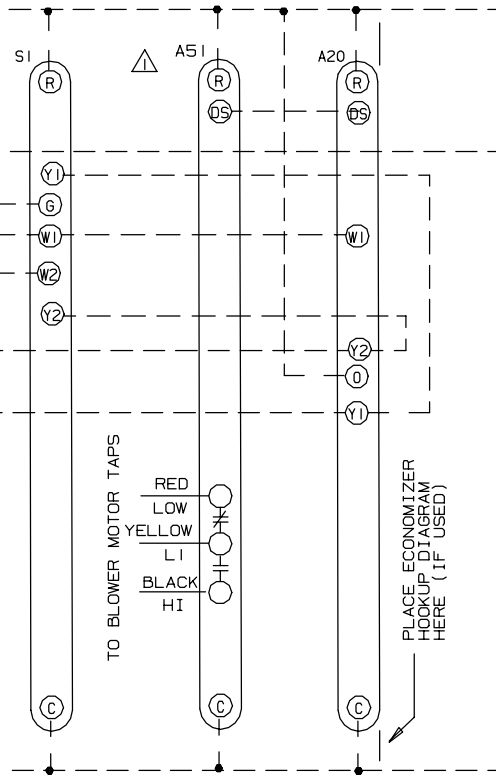 S1
R
Y1
G
W1
W2
Y2
C
1
A51
R
DS
TO BLOWER MOTOR TAPS
RED
LOW
YELLOW
L1
BLACK
HI
C
A20
R
DS
W1
Y2
O
Y1
C
PLACE ECONOMIZER
HOOKUP DIAGRAM
HERE (IF USED)